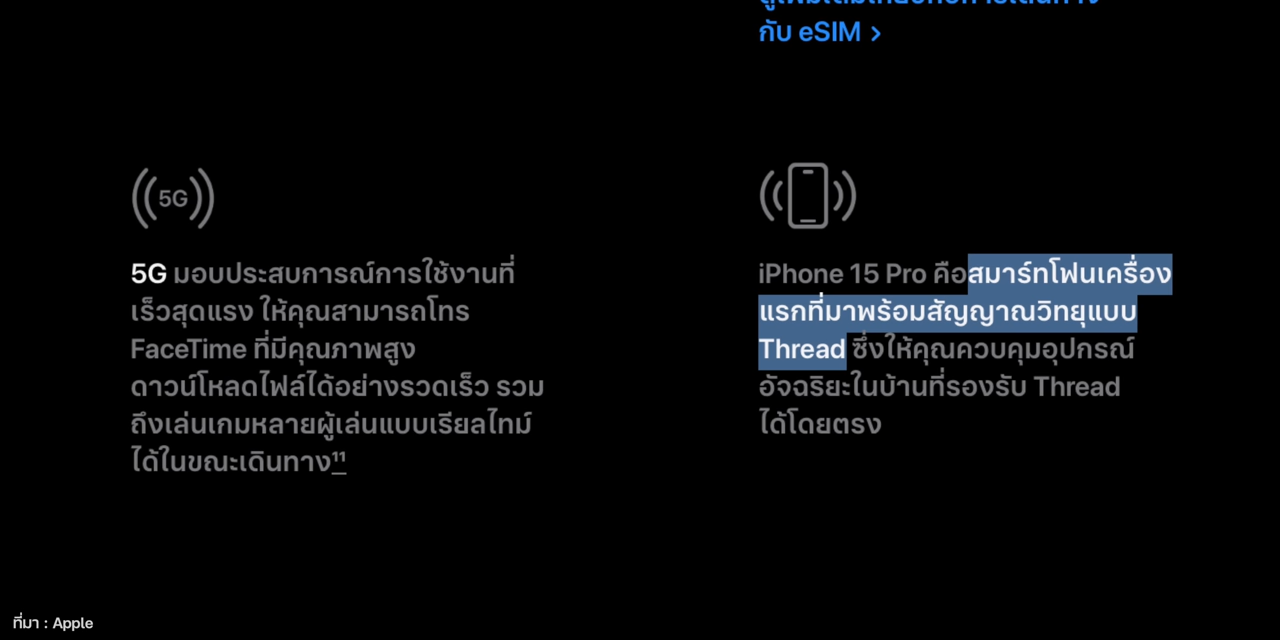 กับ eSIM >
5G
5G มอบประสบการณ์การใช้งานที่
เร็วสุดแรง ให้คุณสามารถโทร
FaceTime ที่มีคุณภาพสูง
ดาวน์โหลดไฟล์ได้อย่างรวดเร็ว รวม
ถึงเล่นเกมหลายผู้เล่นแบบเรียลไทม์
ได้ในขณะเดินทาง¹¹
iPhone 15 Pro คือสมาร์ทโฟนเครื่อง
แรกที่มาพร้อมสัญญาณวิทยุแบบ
Thread ซึ่งให้คุณควบคุมอุปกรณ์
อัจฉริยะในบ้านที่รองรับ Thread
ได้โดยตรง
ที่มา : Apple